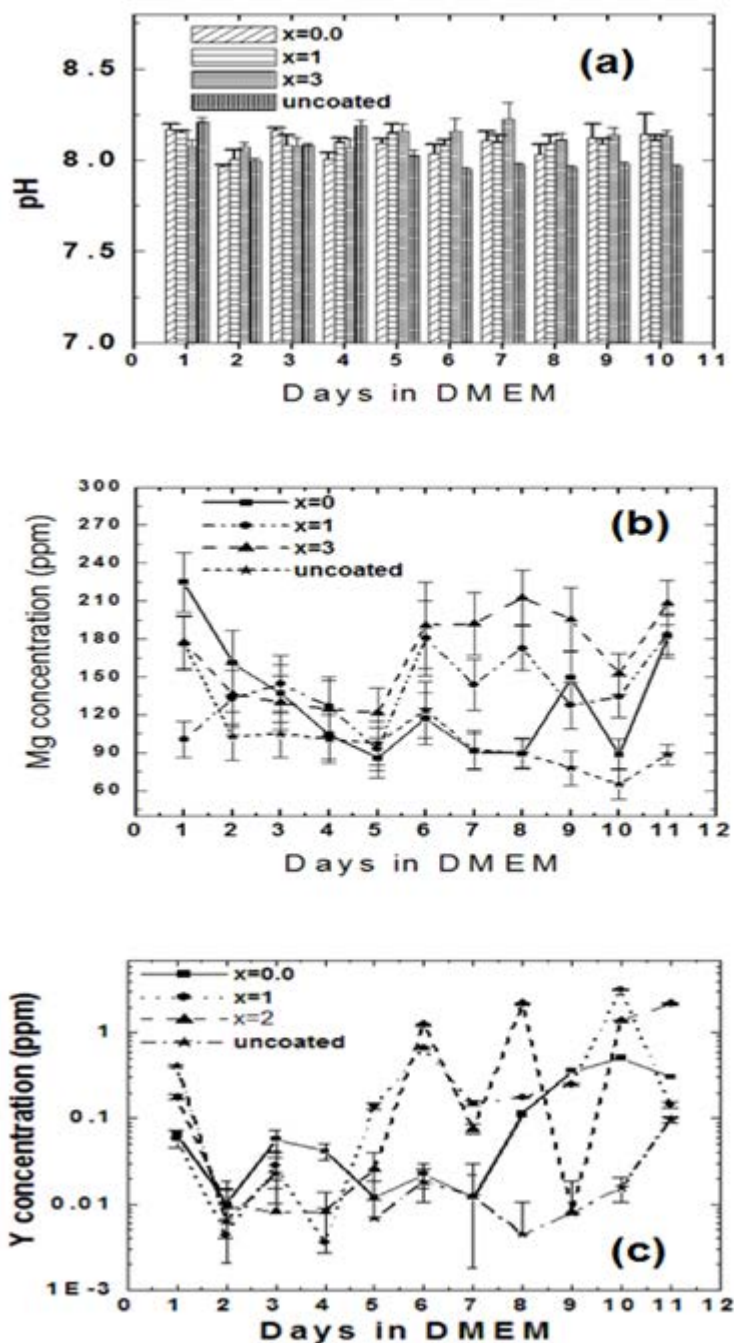 x=0.0
x=1
x=3
uncoated
(a)
8.5
8.0
7.5
7.0
pH
0 1 2 3 4 5 6 7 8 9 10 11
Days in DMEM
300
270
240
210
180
150
120
90
60
Mg concentration (ppm)
x=0
x=1
x=3
uncoated
(b)
0 1 2 3 4 5 6 7 8 9 10 11 12
Days in DMEM
x=0.0
x=1
x=2
uncoated
1
0.1
0.01
1E-3
Y concentration (ppm)
(c)
0 1 2 3 4 5 6 7 8 9 10 11 12
Days in DMEM